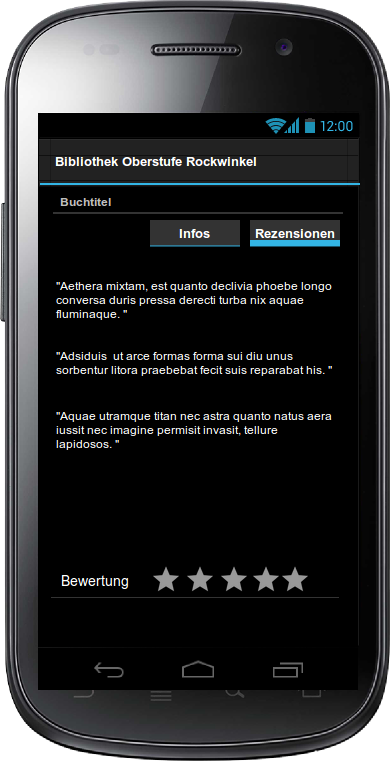 12:00
Bibliothek Oberstufe Rockwinkel
Buchtitel
Infos
Rezensionen
"Aethera mixtam, est quanto declivia phoebe longo
conversa duris pressa derecti turba nix aquae
fluminaque. "
"Adsiduis  ut arce formas forma sui diu unus
sorbentur litora praebebat fecit suis reparabat his. "
"Aquae utramque titan nec astra quanto natus aera
iussit nec imagine permisit invasit, tellure
lapidosos. "
Bewertung